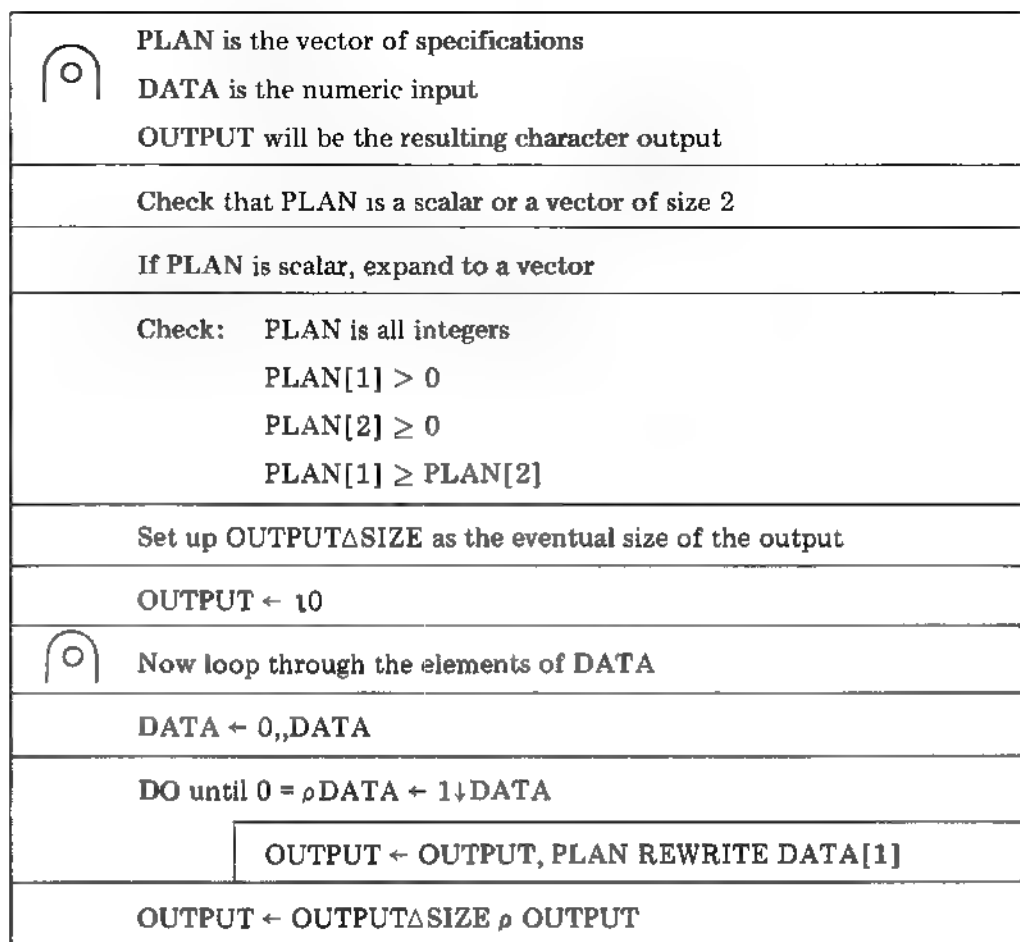 PLAN is the vector of specifications
⍝ DATA is the numeric input
OUTPUT will be the resulting character output
Check that PLAN is a scalar or a vector of size 2
If PLAN is scalar, expand to a vector
Check: PLAN is all integers
PLAN[1] > 0
PLAN[2] ≥ 0
PLAN[1] ≥ PLAN[2]
Set up OUTPUT∆SIZE as the eventual size of the output
OUTPUT ← ⍳0
⍝ Now loop through the elements of DATA
DATA ← 0,,DATA
DO until 0 = ⍴DATA ← 1↓DATA
OUTPUT ← OUTPUT, PLAN REWRITE DATA[1]
OUTPUT ← OUTPUT∆SIZE ⍴ OUTPUT